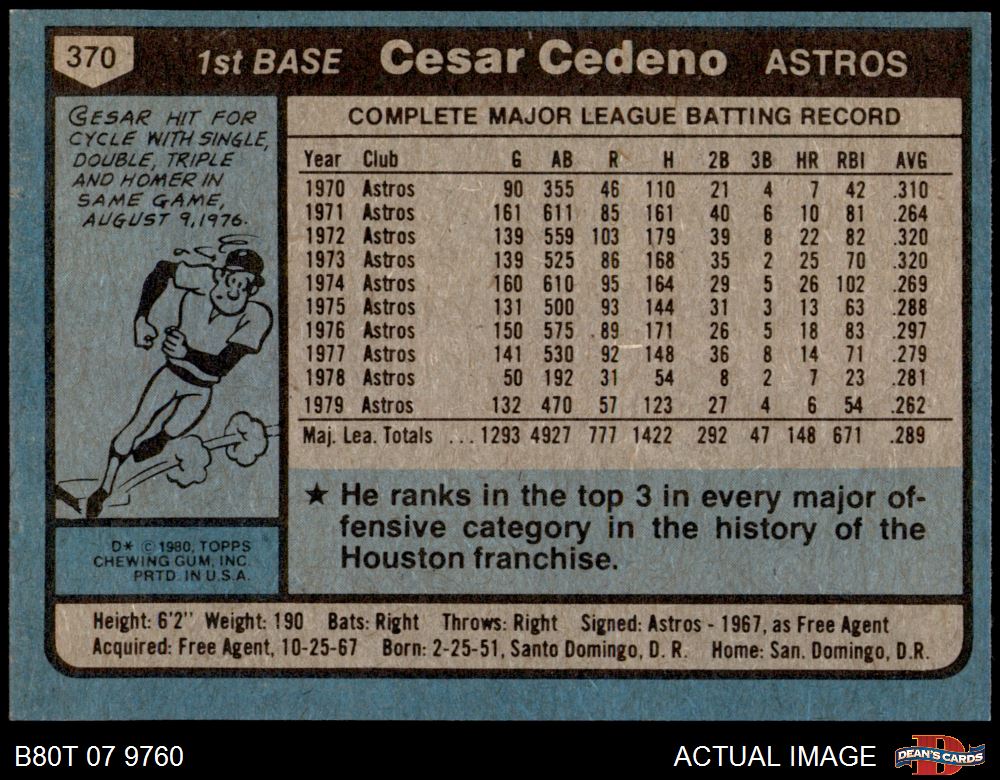 370
1st BASE Cesar Cedeno ASTROS
CESAR HIT FOR
CYCLE WITH SINGLE,
DOUBLE, TRIPLE
AND HOMER IN
SAME GAME,
AUGUST 9, 1976.
COMPLETE MAJOR LEAGUE BATTING RECORD
Year Club G AB R H 2B 3B HR RBI AVG
1970 Astros 90 355 46 110 21 4 7 42 .310
1971 Astros 161 611 85 161 40 6 10 81 .264
1972 Astros 139 559 103 179 39 8 22 82 .320
1973 Astros 139 525 86 168 35 2 25 70 .320
1974 Astros 160 610 95 164 29 5 26 102 .269
1975 Astros 131 500 93 144 31 3 13 63 .288
1976 Astros 150 575 89 171 26 5 18 83 .297
1977 Astros 141 530 92 148 36 8 14 71 .279
1978 Astros 50 192 31 54 8 2 7 23 .281
1979 Astros 132 470 57 123 27 4 6 54 .262
Maj. Lea. Totals ... 1293 4927 777 1422 292 47 148 671 .289
★ He ranks in the top 3 in every major of-
fensive category in the history of the
Houston franchise.
D* © 1980, TOPPS
CHEWING GUM, INC.
PRTD. IN U.S.A.
Height: 6'2" Weight: 190 Bats: Right Throws: Right Signed: Astros - 1967, as Free Agent
Acquired: Free Agent, 10-25-67 Born: 2-25-51, Santo Domingo, D. R. Home: San. Domingo, D.R.
B80T 07 9760 ACTUAL IMAGE
D
DEAN'S CARDS